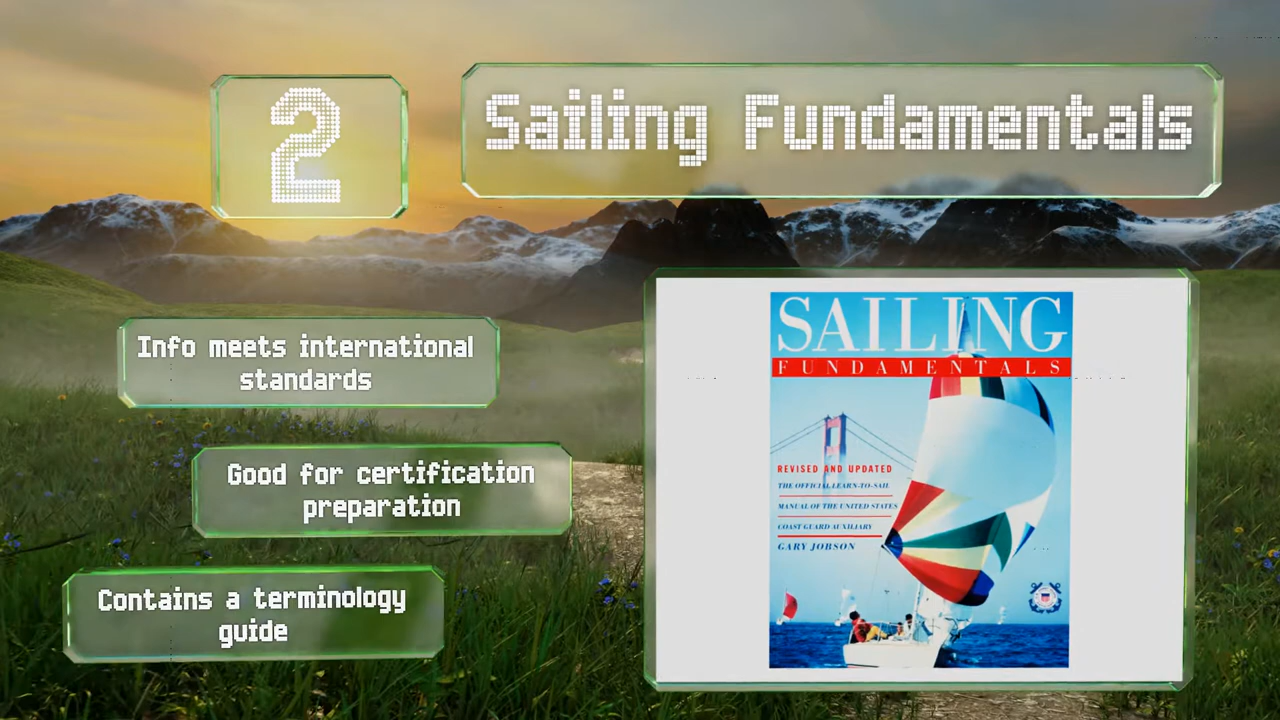 2
Sailing Fundamentals
Info meets international
standards
Good for certification
preparation
Contains a terminology
guide
SAILING
FUNDAMENTALS
REVISED AND UPDATED
THE OFFICIAL LEARN-TO-SAIL
MANUAL OF THE UNITED STATES
COAST GUARD AUXILIARY
GARY JOBSON